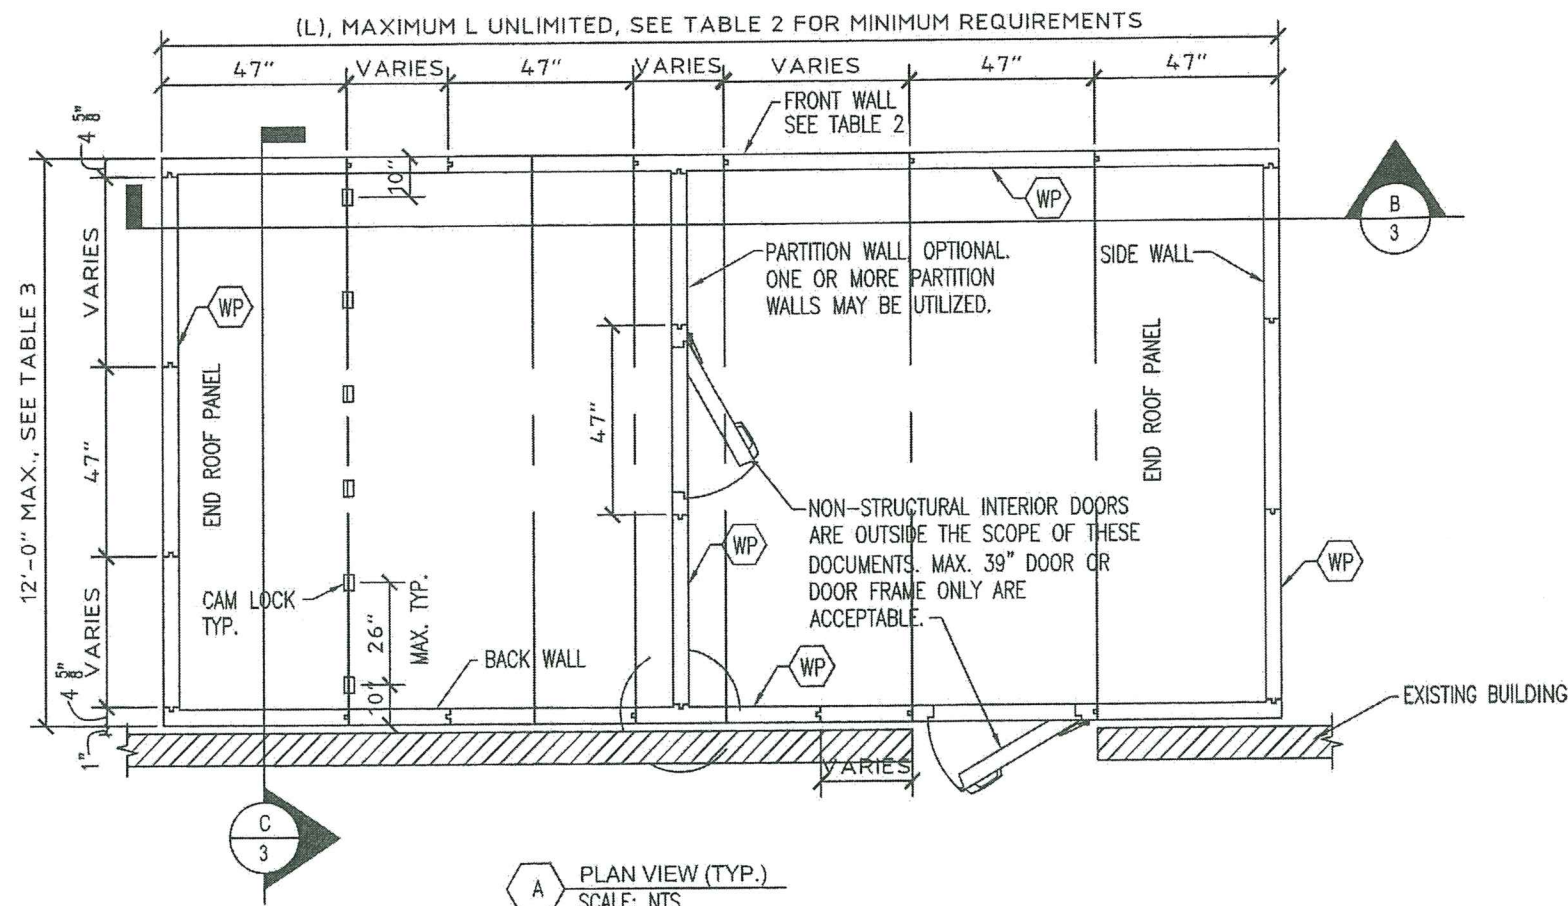 (L), MAXIMUM L UNLIMITED, SEE TABLE 2 FOR MINIMUM REQUIREMENTS
47" VARIES 47" VARIES VARIES 47" 47"
FRONT WALL
SEE TABLE 2
4 5/8"
10"
WP
B
3
12'-0" MAX., SEE TABLE 3
VARIES
WP
PARTITION WALL, OPTIONAL.
ONE OR MORE PARTITION
WALLS MAY BE UTILIZED.
SIDE WALL
END ROOF PANEL
47"
47"
END ROOF PANEL
NON-STRUCTURAL INTERIOR DOORS
ARE OUTSIDE THE SCOPE OF THESE
DOCUMENTS. MAX. 39" DOOR OR
DOOR FRAME ONLY ARE
ACCEPTABLE.
WP
WP
CAM LOCK
TYP.
26"
MAX. TYP.
VARIES
BACK WALL
WP
4 5/8"
10"
EXISTING BUILDING
1"
VARIES
C
3
A
PLAN VIEW (TYP.)
SCALE: NTS